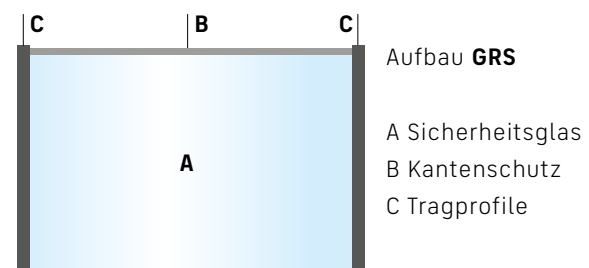 C B C
Aufbau GRS
A
A Sicherheitsglas
B Kantenschutz
C Tragprofile